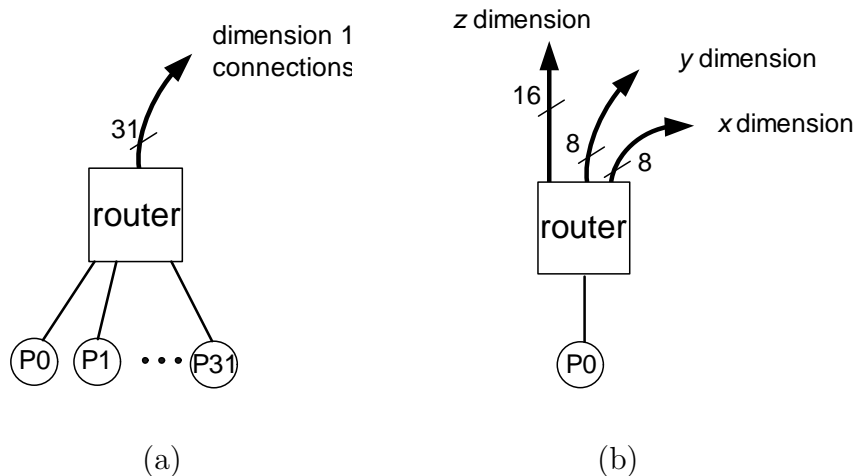 dimension 1
connections
31
router
P0 P1 P31
(a)
z dimension
y dimension
x dimension
16
8
8
router
P0
(b)